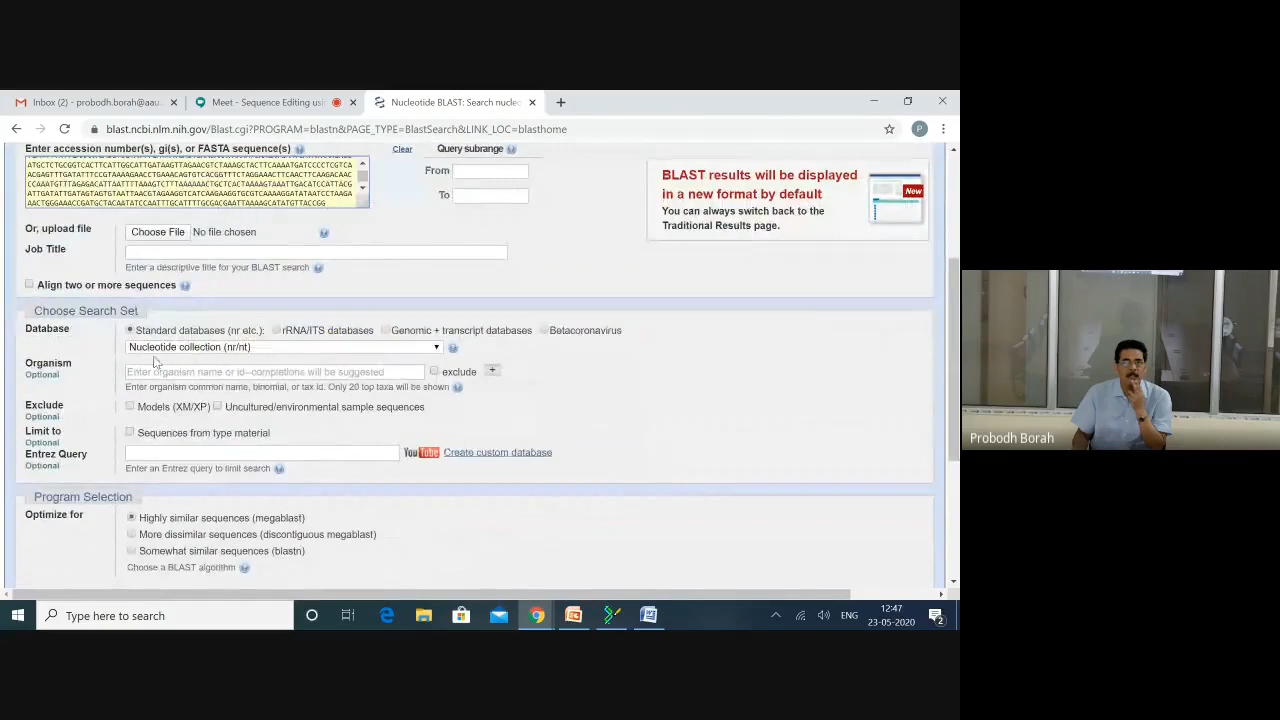 Inbox (2) - probodh.borah@aau.
Meet - Sequence Editing usi
Nucleotide BLAST: Search nucle
blast.ncbi.nlm.nih.gov/Blast.cgi?PROGRAM=blastn&PAGE_TYPE=BlastSearch&LINK_LOC=blasthome
P
Enter accession number(s), gi(s), or FASTA sequence(s)
Clear
Query subrange
From
To
BLAST results will be displayed
in a new format by default
You can always switch back to the
Traditional Results page.
New
Or, upload file
Choose File
No file chosen
Job Title
Enter a descriptive title for your BLAST search
Align two or more sequences
Choose Search Set
Database
Standard databases (nr etc.):
rRNA/ITS databases
Genomic + transcript databases
Betacoronavirus
Nucleotide collection (nr/nt)
Organism
Optional
Enter organism name or id--completions will be suggested
exclude
+
Enter organism common name, binomial, or tax id. Only 20 top taxa will be shown
Exclude
Optional
Models (XM/XP)
Uncultured/environmental sample sequences
Limit to
Optional
Sequences from type material
Entrez Query
Optional
YouTube
Create custom database
Enter an Entrez query to limit search
Program Selection
Optimize for
Highly similar sequences (megablast)
More dissimilar sequences (discontiguous megablast)
Somewhat similar sequences (blastn)
Choose a BLAST algorithm
Type here to search
ENG
12:47
23-05-2020
2
Probodh Borah